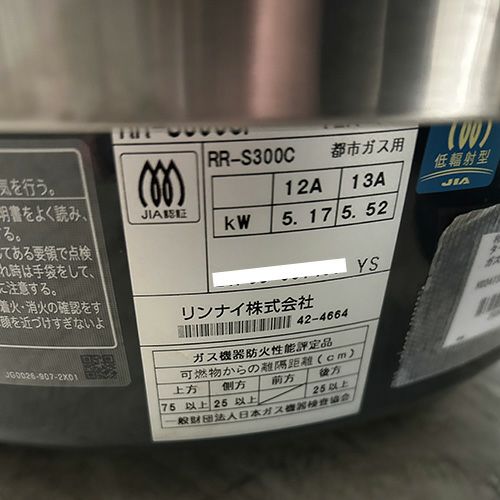 RR-S300C 都市ガス用
12A 13A
kW 5.17 5.52
JIA認証
YS
リンナイ株式会社
42-4664
ガス機器防火性能評定品
可燃物からの離隔距離(cm)
上方 側方 前方 後方
75 以上 25 以上 25 以上
一般財団法人日本ガス機器検査協会
気を行う。
明書をよく読み、
注意する。
してある要領で点検
れ時は手袋をして、
着火・消火の確認をす
顔を近づけすぎないよ
JG0026-907-2X01
低輻射型
JIA